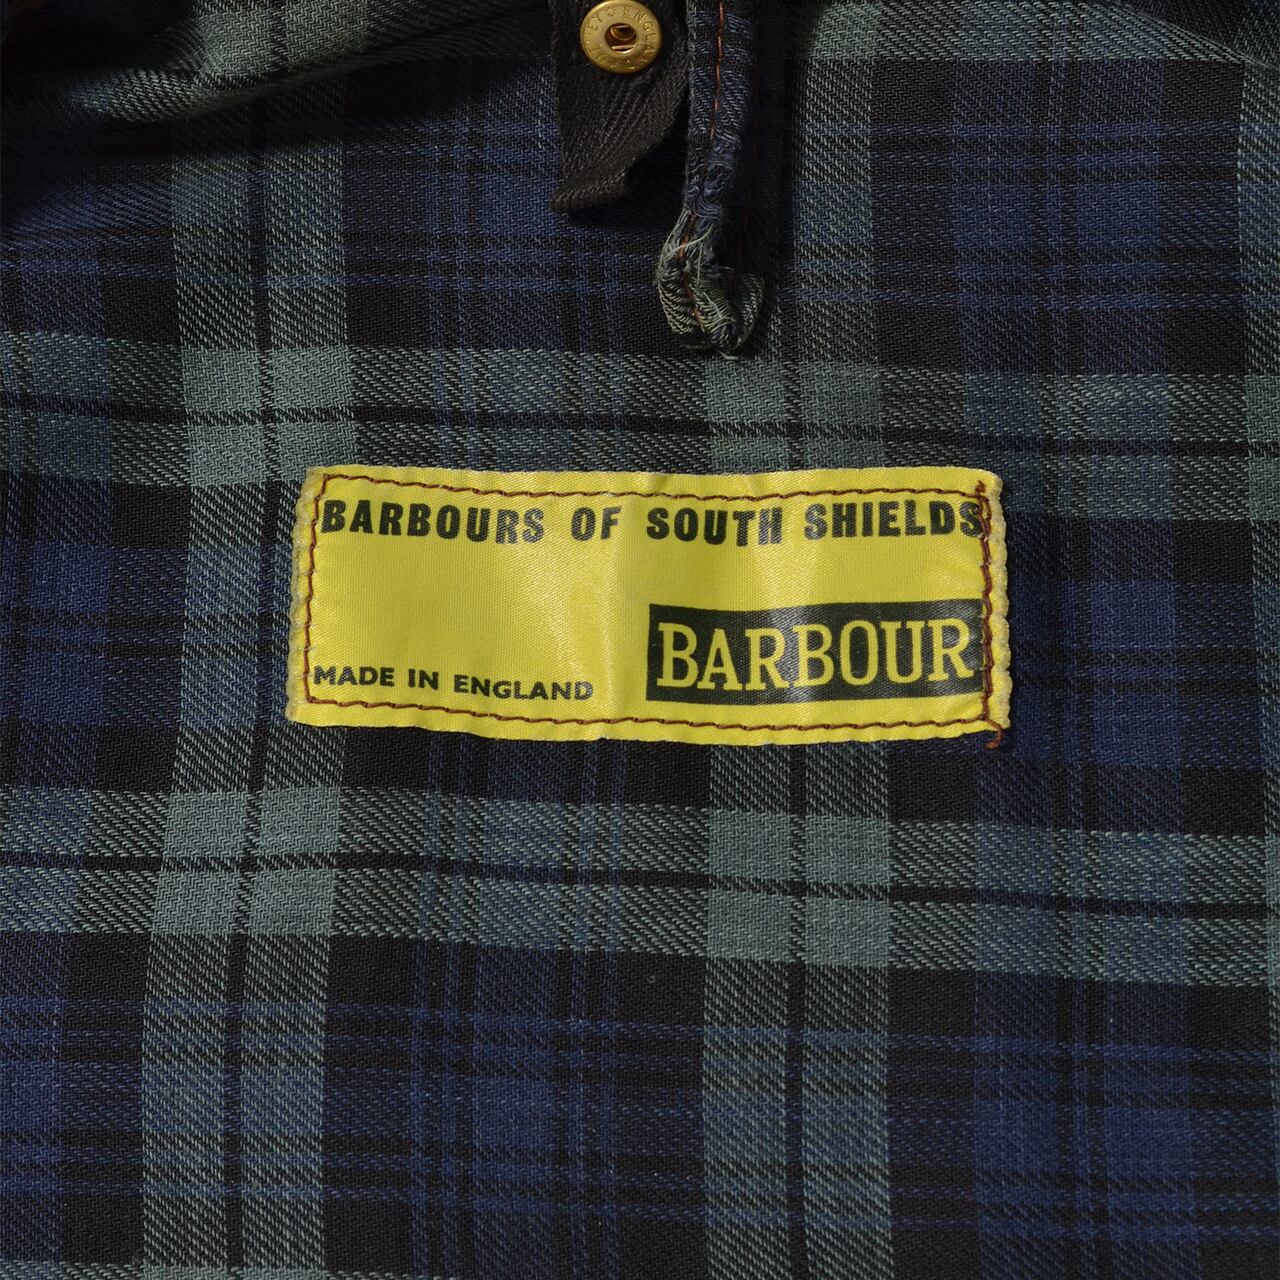 BARBOURS OF SOUTH SHIELDS
BARBOUR
MADE IN ENGLAND